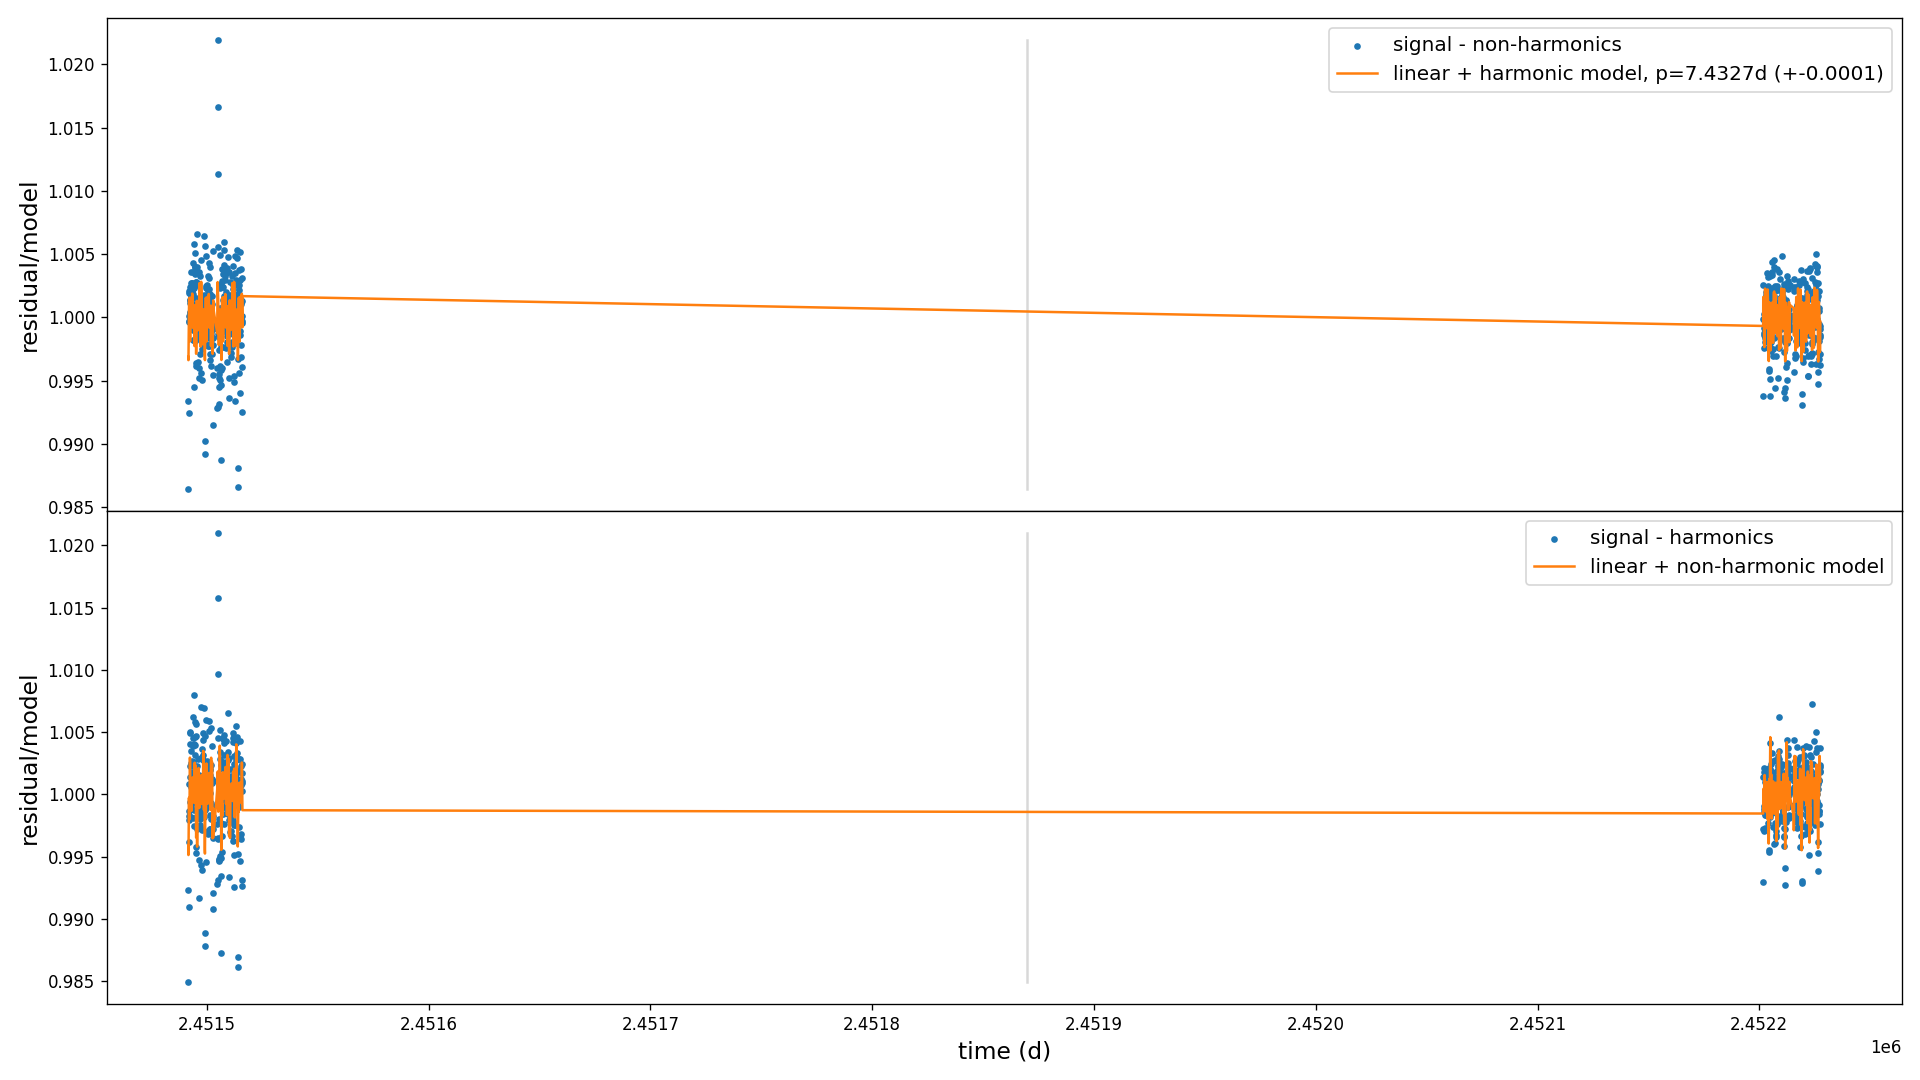 signal - non-harmonics
linear + harmonic model, p=7.4327d (+-0.0001)
residual/model
1.020
1.015
1.010
1.005
1.000
0.995
0.990
0.985
signal - harmonics
linear + non-harmonic model
residual/model
1.020
1.015
1.010
1.005
1.000
0.995
0.990
0.985
2.4515 2.4516 2.4517 2.4518 2.4519 2.4520 2.4521 2.4522
time (d)
1e6